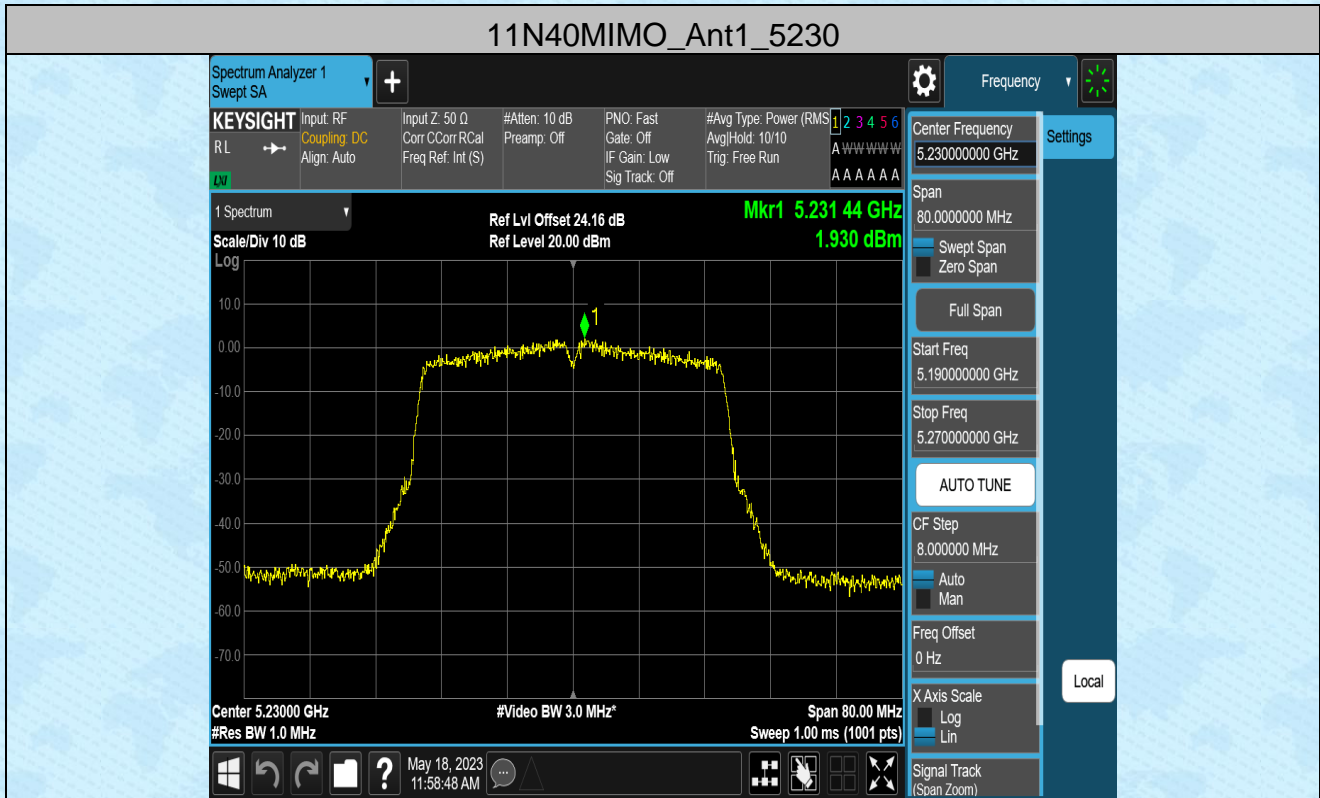 11N40MIMO_Ant1_5230
Spectrum Analyzer 1
Swept SA
+
Frequency
KEYSIGHT
RL
LXI
Input: RF
Coupling: DC
Align: Auto
Input Z: 50 Ω
Corr CCorr RCal
Freq Ref: Int (S)
#Atten: 10 dB
Preamp: Off
PNO: Fast
Gate: Off
IF Gain: Low
Sig Track: Off
#Avg Type: Power (RMS
Avg|Hold: 10/10
Trig: Free Run
1 2 3 4 5 6
A W W W W W
A A A A A A
1 Spectrum
Scale/Div 10 dB
Log
Ref Lvl Offset 24.16 dB
Ref Level 20.00 dBm
Mkr1 5.231 44 GHz
1.930 dBm
1
10.0
0.00
-10.0
-20.0
-30.0
-40.0
-50.0
-60.0
-70.0
Center 5.23000 GHz
#Res BW 1.0 MHz
#Video BW 3.0 MHz*
Span 80.00 MHz
Sweep 1.00 ms (1001 pts)
Center Frequency
5.230000000 GHz
Settings
Span
80.0000000 MHz
Swept Span
Zero Span
Full Span
Start Freq
5.190000000 GHz
Stop Freq
5.270000000 GHz
AUTO TUNE
CF Step
8.000000 MHz
Auto
Man
Freq Offset
0 Hz
X Axis Scale
Log
Lin
Local
Signal Track
(Span Zoom)
?
May 18, 2023
11:58:48 AM